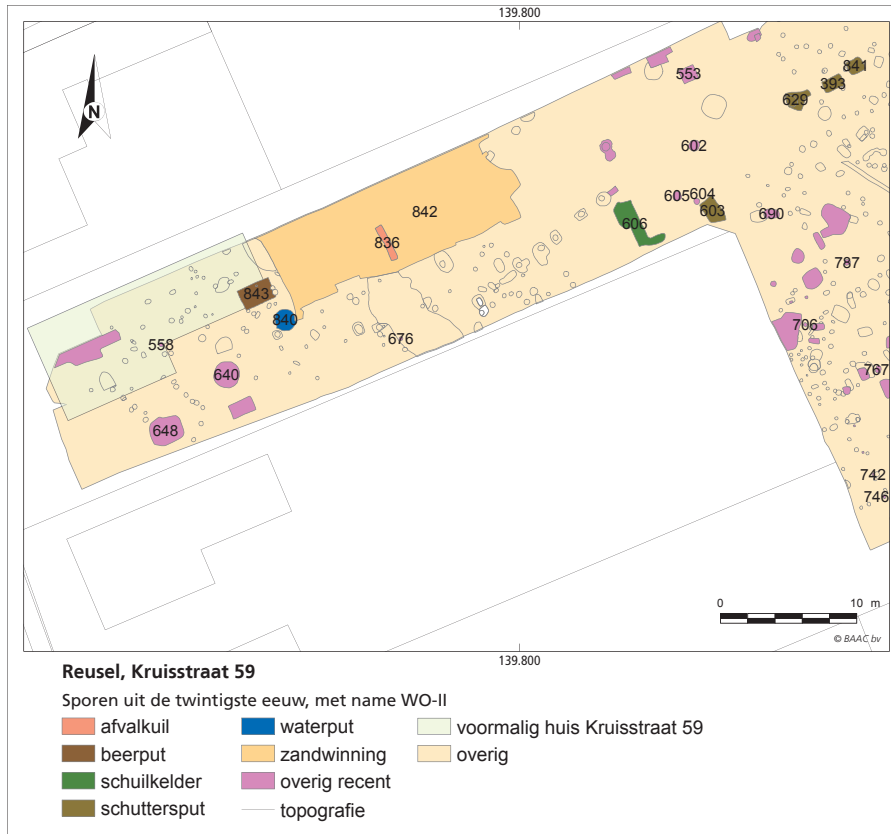 139.800
N
841
393
629
553
602
605 604
603
690
606
842
836
787
843
840
706
676
558
767
640
648
742
746
0 10 m
© BAAC bv
139.800
Reusel, Kruisstraat 59
Sporen uit de twintigste eeuw, met name WO-II
afvalkuil waterput voormalig huis Kruisstraat 59
beerput zandwinning overig
schuilkelder overig recent
schuttersput topografie